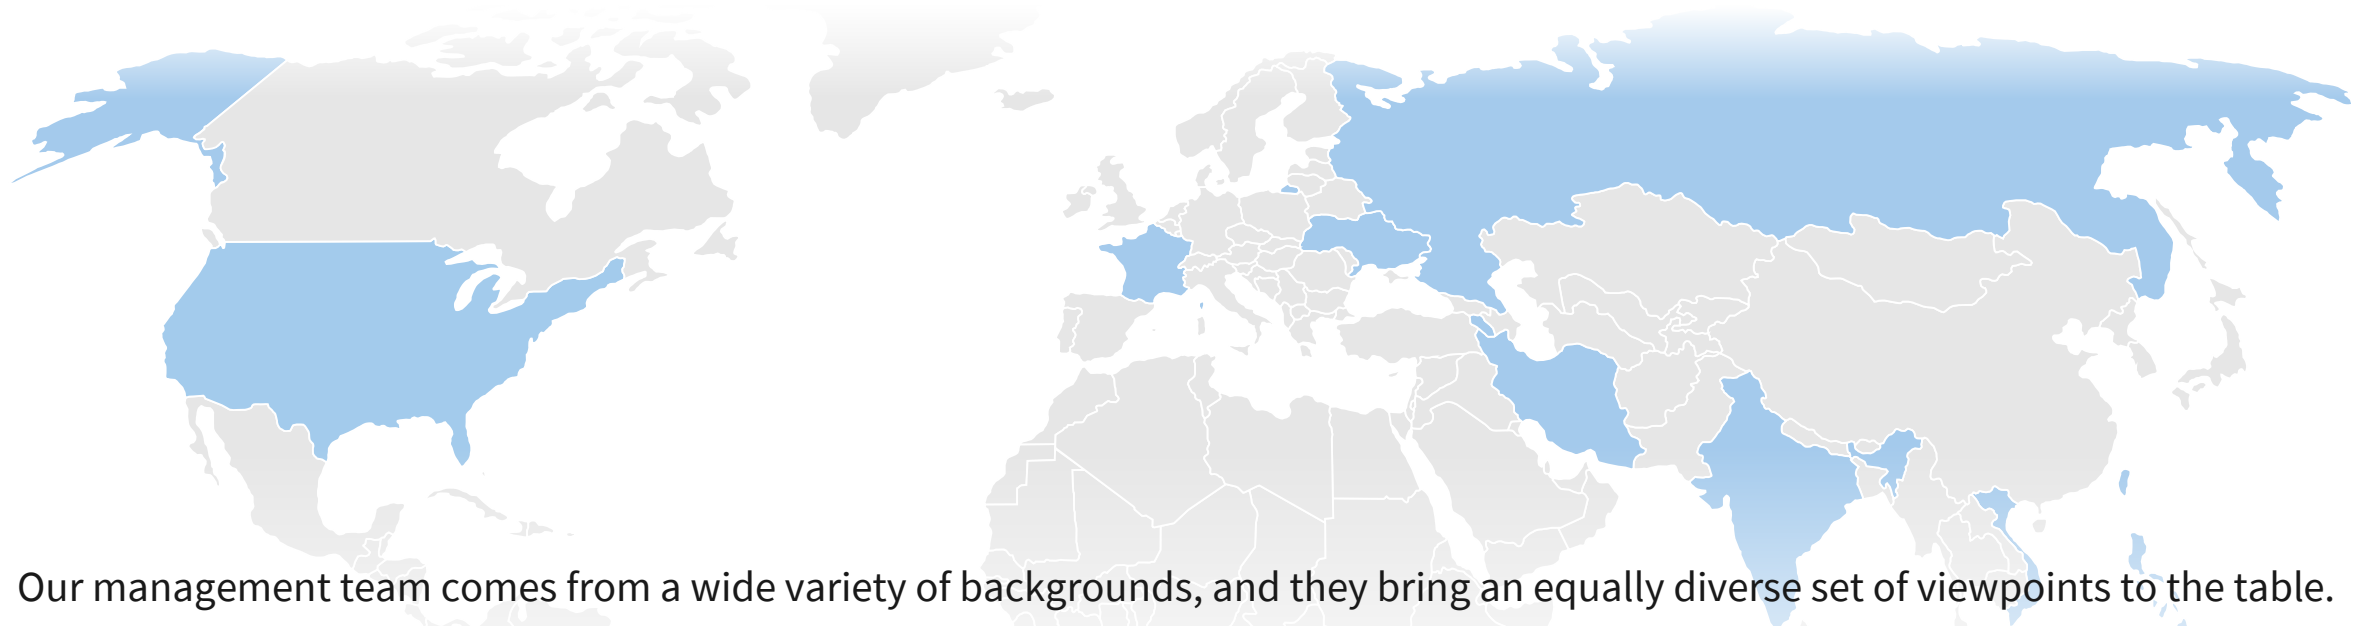 Our management team comes from a wide variety of backgrounds, and they bring an equally diverse set of viewpoints to the table.